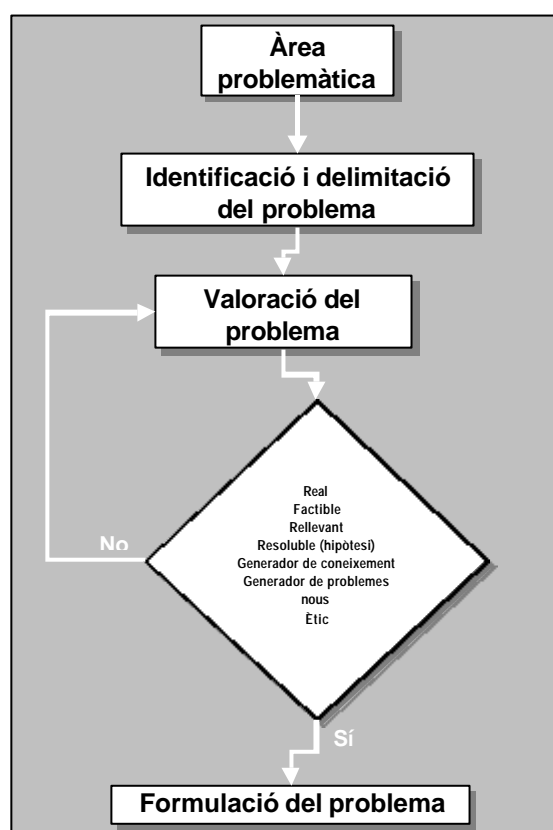 Àrea
problemàtica
Identificació i delimitació
del problema
Valoració del
problema
Real
Factible
Rellevant
Resoluble (hipòtesi)
Generador de coneixement
Generador de problemes
nous
Ètic
No
Sí
Formulació del problema